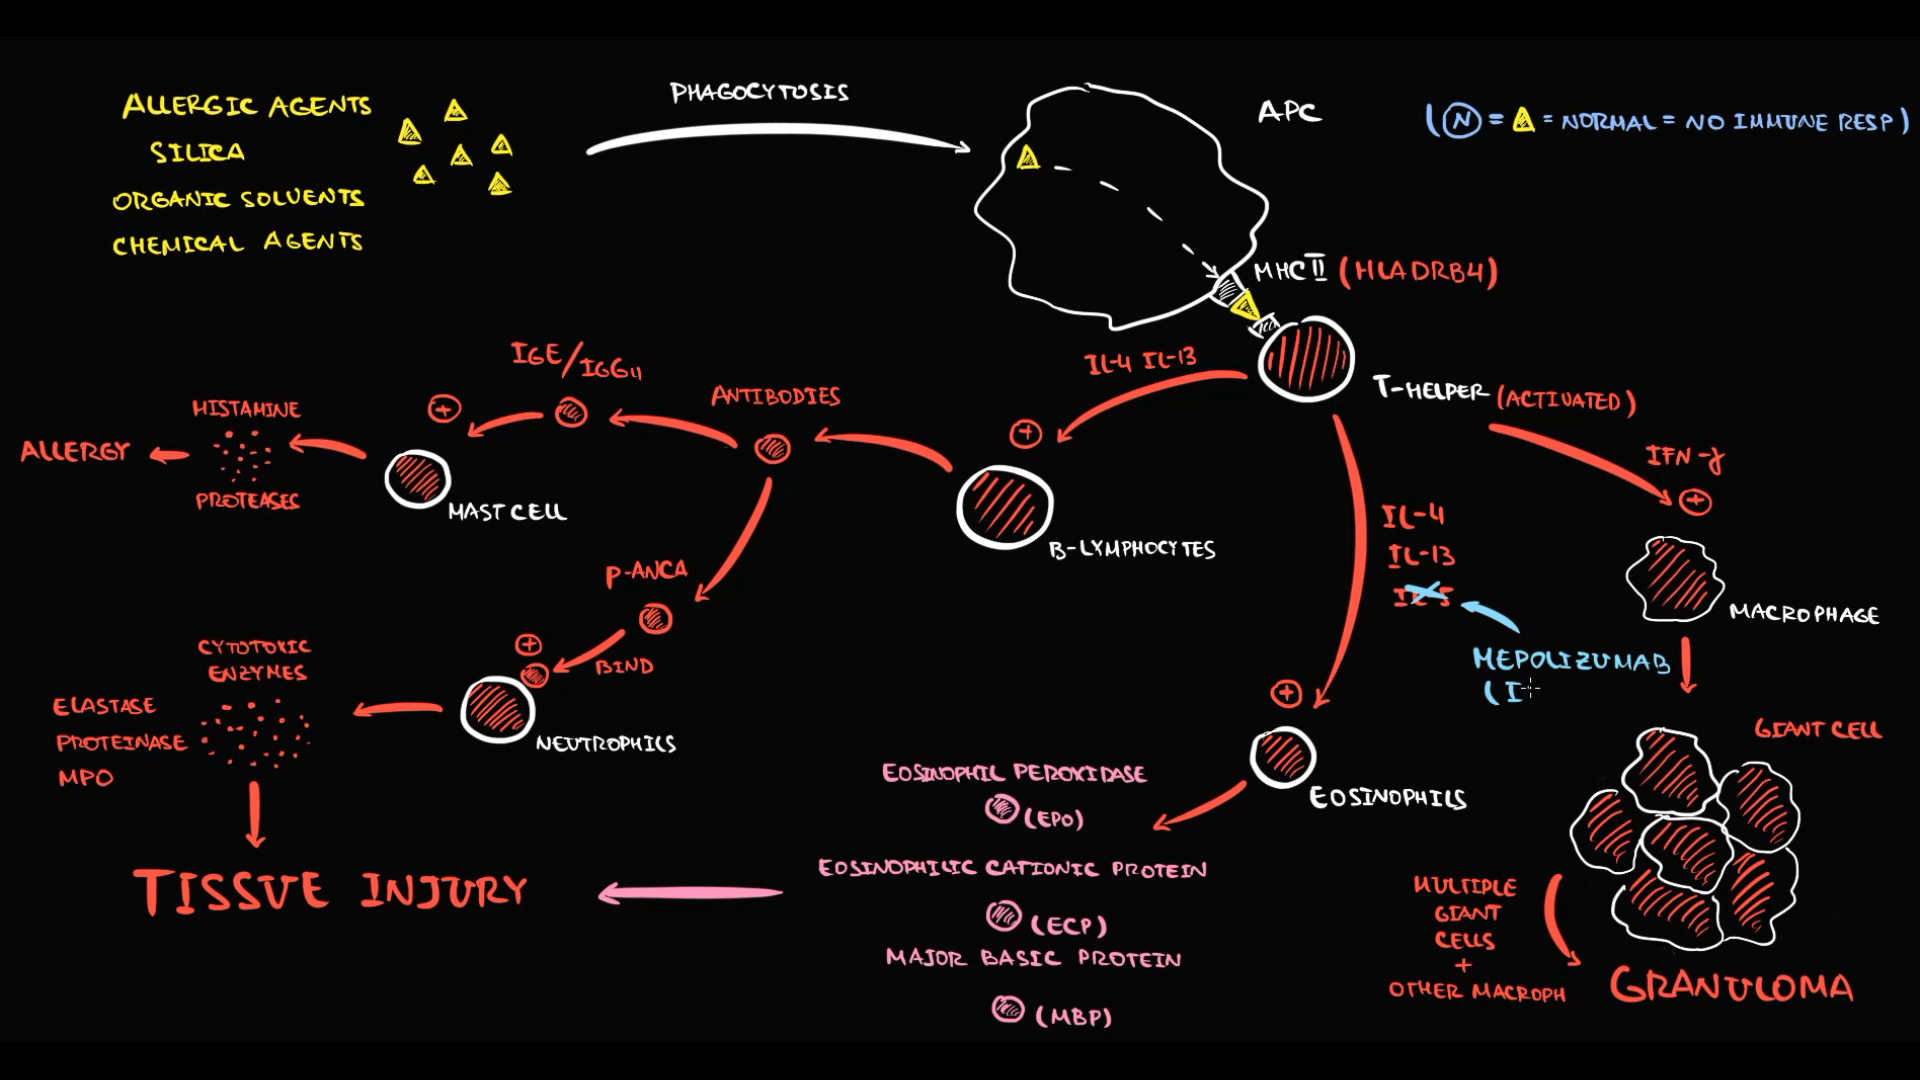 ALLERGIC AGENTS
SILICA
ORGANIC SOLVENTS
CHEMICAL AGENTS
PHAGOCYTOSIS
APC
(N = = NORMAL = NO IMMUNE RESP)
MHC II (HLADRB4)
T-HELPER (ACTIVATED)
IL-4 IL-13
+
B-LYMPHOCYTES
ANTIBODIES
IGE/IGG4
+
MAST CELL
HISTAMINE
PROTEASES
ALLERGY
P-ANCA
BIND
+
NEUTROPHILS
CYTOTOXIC
ENZYMES
ELASTASE
PROTEINASE
MPO
TISSUE INJURY
IFN-γ
+
MACROPHAGE
IL-4
IL-13
IL-5
MEPOLIZUMAB
(I
+
EOSINOPHILS
EOSINOPHIL PEROXIDASE
(EPO)
EOSINOPHILIC CATIONIC PROTEIN
(ECP)
MAJOR BASIC PROTEIN
(MBP)
GIANT CELL
MULTIPLE
GIANT
CELLS
+
OTHER MACROPH
GRANULOMA